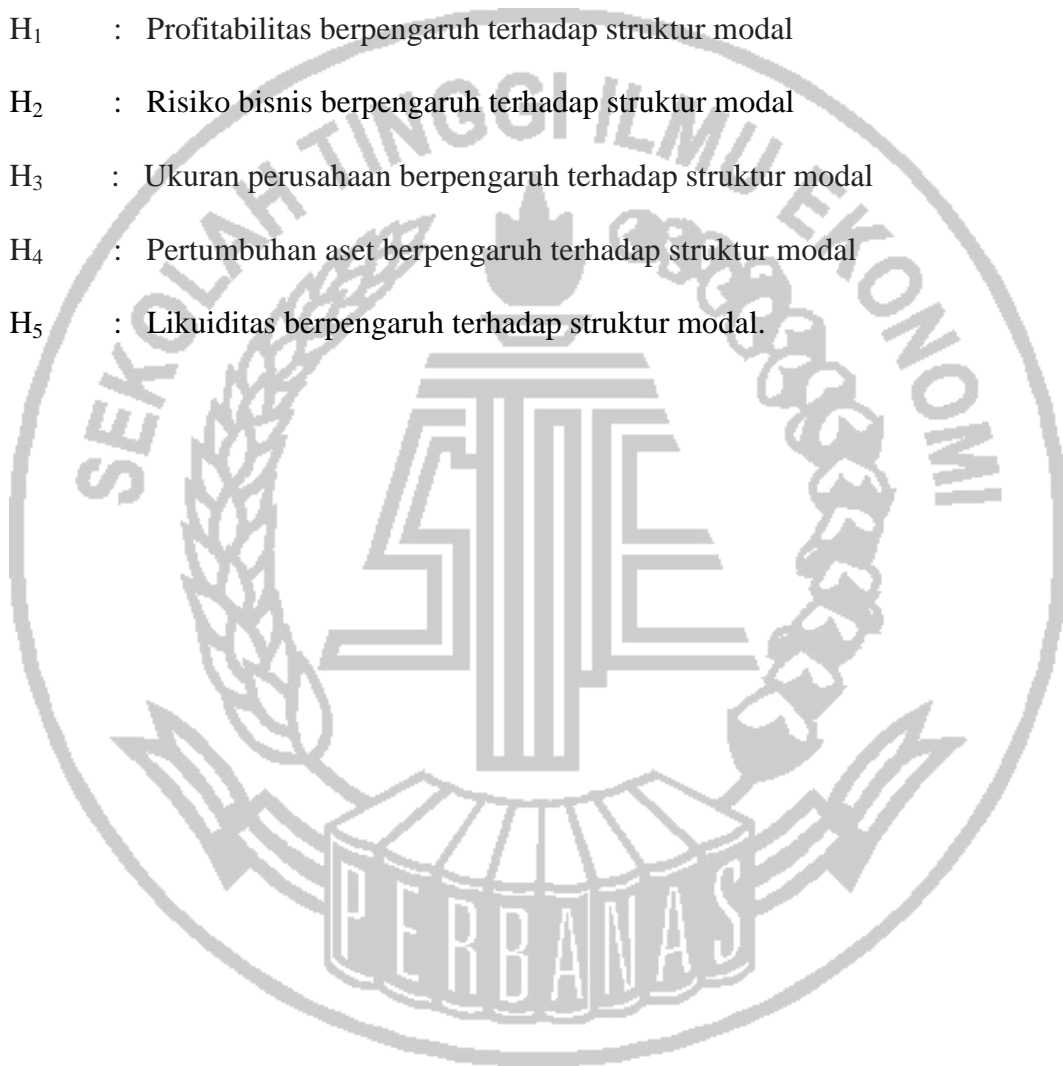 H₁ : Profitabilitas berpengaruh terhadap struktur modal
H₂ : Risiko bisnis berpengaruh terhadap struktur modal
H₃ : Ukuran perusahaan berpengaruh terhadap struktur modal
H₄ : Pertumbuhan aset berpengaruh terhadap struktur modal
H₅ : Likuiditas berpengaruh terhadap struktur modal.
SEKOLAH TINGGI ILMU EKONOMI
STIE
PERBANAS